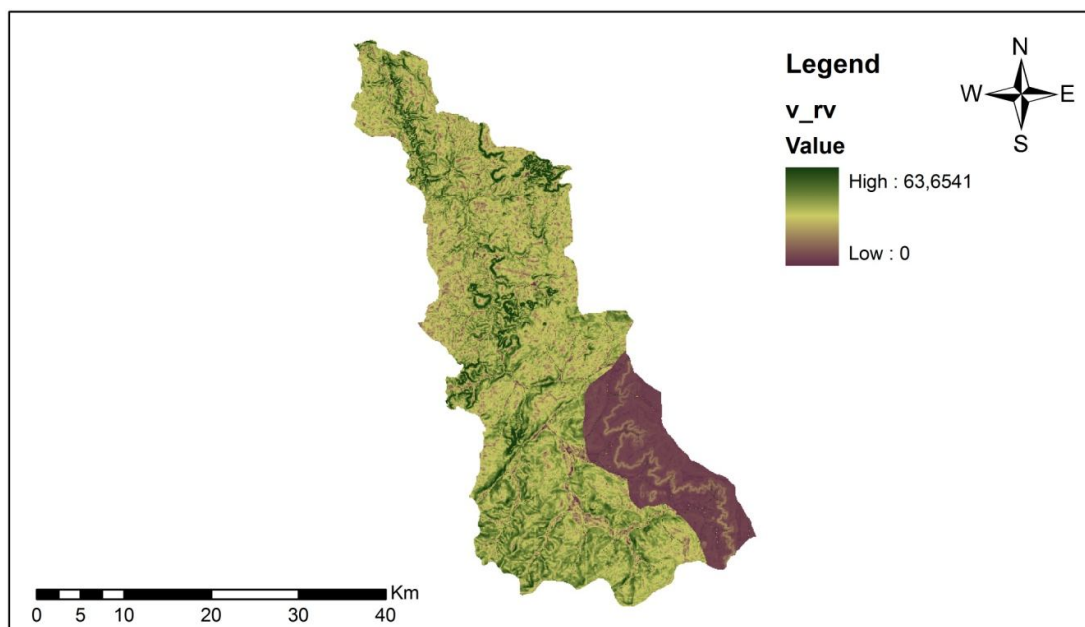 Legend
v_rv
Value
High : 63,6541
Low : 0
N
W E
S
Km
0 5 10 20 30 40